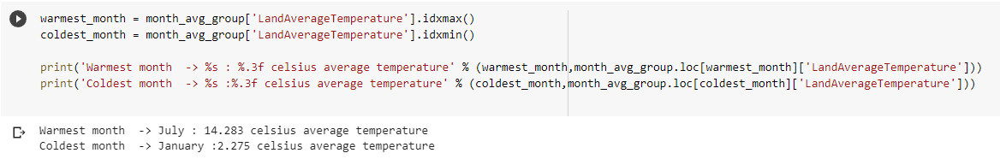 warmest_month = month_avg_group['LandAverageTemperature'].idxmax()
coldest_month = month_avg_group['LandAverageTemperature'].idxmin()
print('Warmest month  -> %s : %.3f celsius average temperature' % (warmest_month,month_avg_group.loc[warmest_month]['LandAverageTemperature']))
print('Coldest month  -> %s :%.3f celsius average temperature' % (coldest_month,month_avg_group.loc[coldest_month]['LandAverageTemperature']))
Warmest month  -> July : 14.283 celsius average temperature
Coldest month  -> January :2.275 celsius average temperature